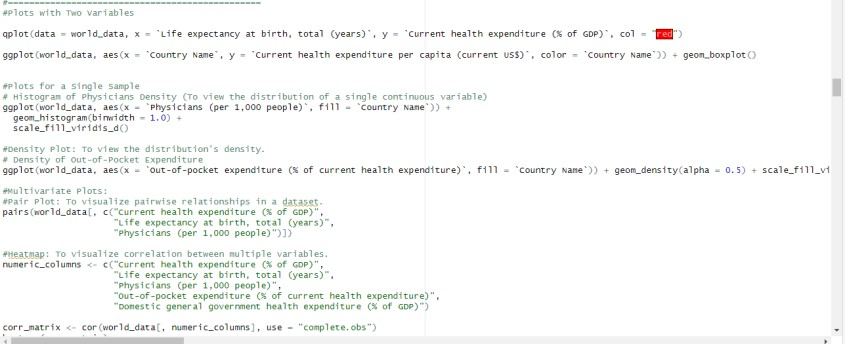 #================================================
#Plots with Two Variables
qplot(data = world_data, x = `Life expectancy at birth, total (years)`, y = `Current health expenditure (% of GDP)`, col = "red")
ggplot(world_data, aes(x = `Country Name`, y = `Current health expenditure per capita (current US$)`, color = `Country Name`)) + geom_boxplot()
#Plots for a Single Sample
# Histogram of Physicians Density (To view the distribution of a single continuous variable)
ggplot(world_data, aes(x = `Physicians (per 1,000 people)`, fill = `Country Name`)) +
  geom_histogram(binwidth = 1.0) +
  scale_fill_viridis_d()
#Density Plot: To view the distribution's density.
# Density of Out-of-Pocket Expenditure
ggplot(world_data, aes(x = `Out-of-pocket expenditure (% of current health expenditure)`, fill = `Country Name`)) + geom_density(alpha = 0.5) + scale_fill_vi
#Multivariate Plots:
#Pair Plot: To visualize pairwise relationships in a dataset.
pairs(world_data[, c("Current health expenditure (% of GDP)",
                     "Life expectancy at birth, total (years)",
                     "Physicians (per 1,000 people)")])
#Heatmap: To visualize correlation between multiple variables.
numeric_columns <- c("Current health expenditure (% of GDP)",
                     "Life expectancy at birth, total (years)",
                     "Physicians (per 1,000 people)",
                     "Out-of-pocket expenditure (% of current health expenditure)",
                     "Domestic general government health expenditure (% of GDP)")
corr_matrix <- cor(world_data[, numeric_columns], use = "complete.obs")